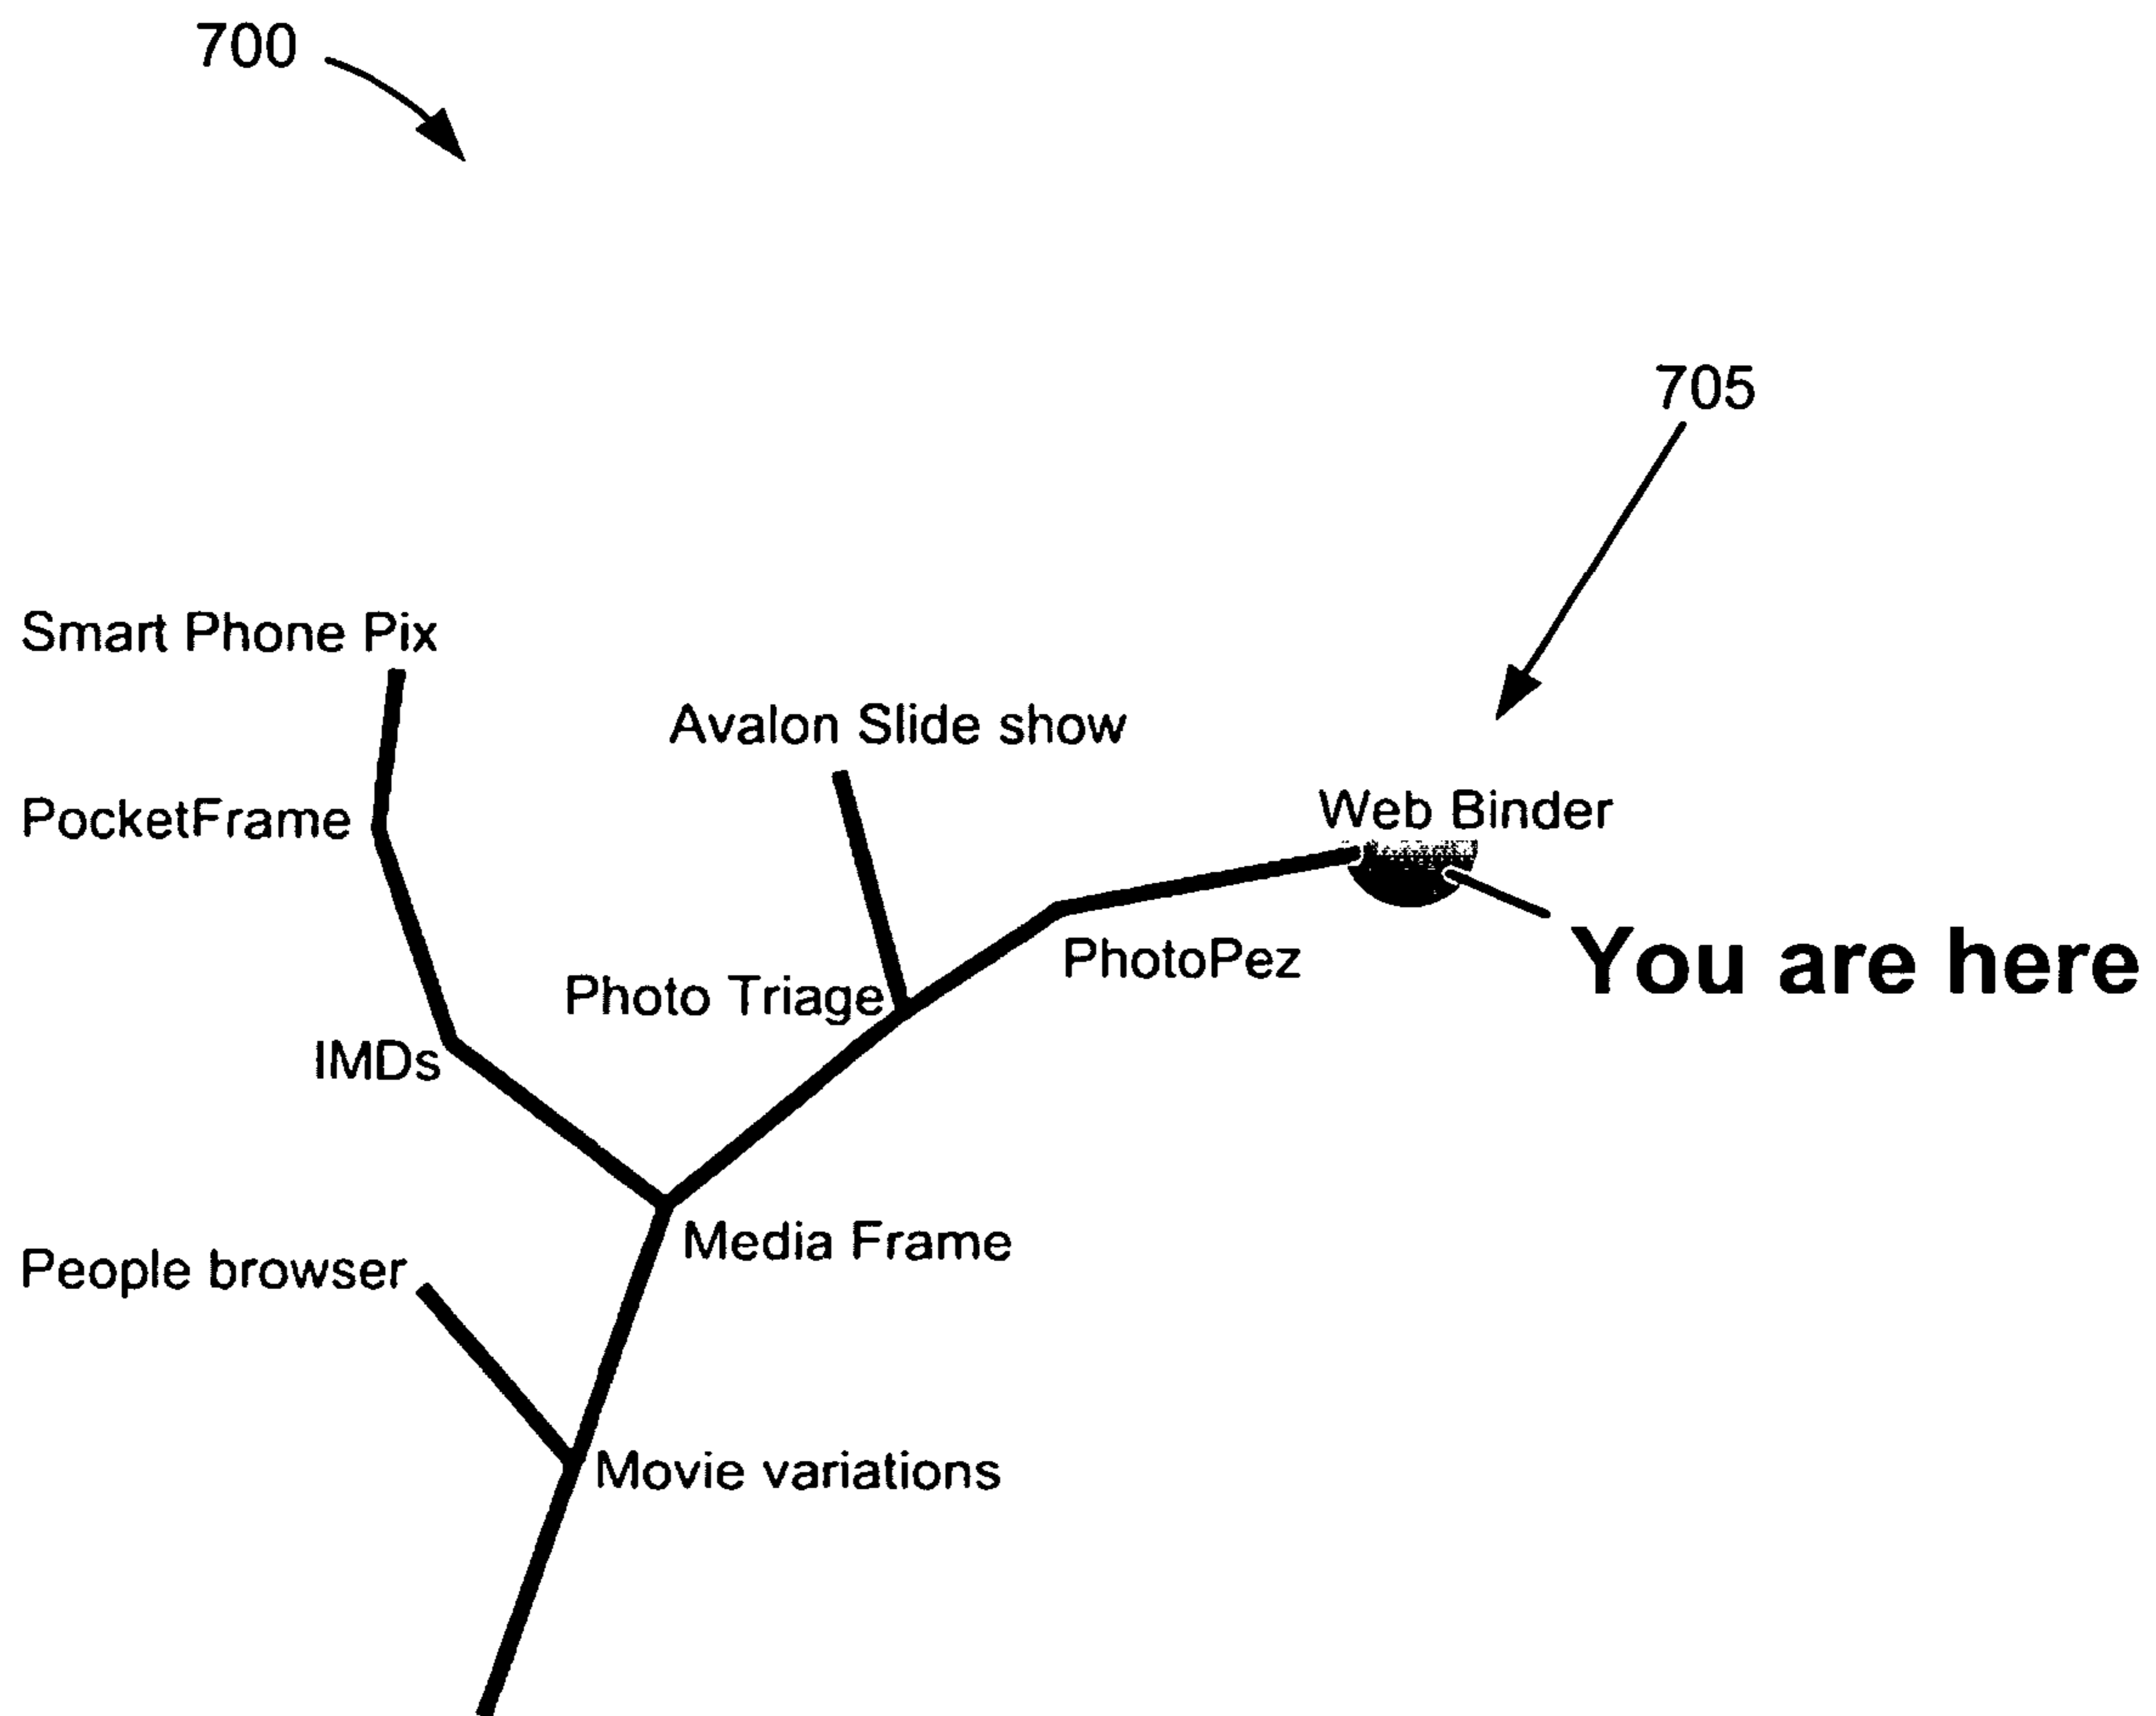 700
705
Smart Phone Pix
Avalon Slide show
PocketFrame
Web Binder
PhotoPez
You are here
Photo Triage
IMDs
Media Frame
People browser
Movie variations